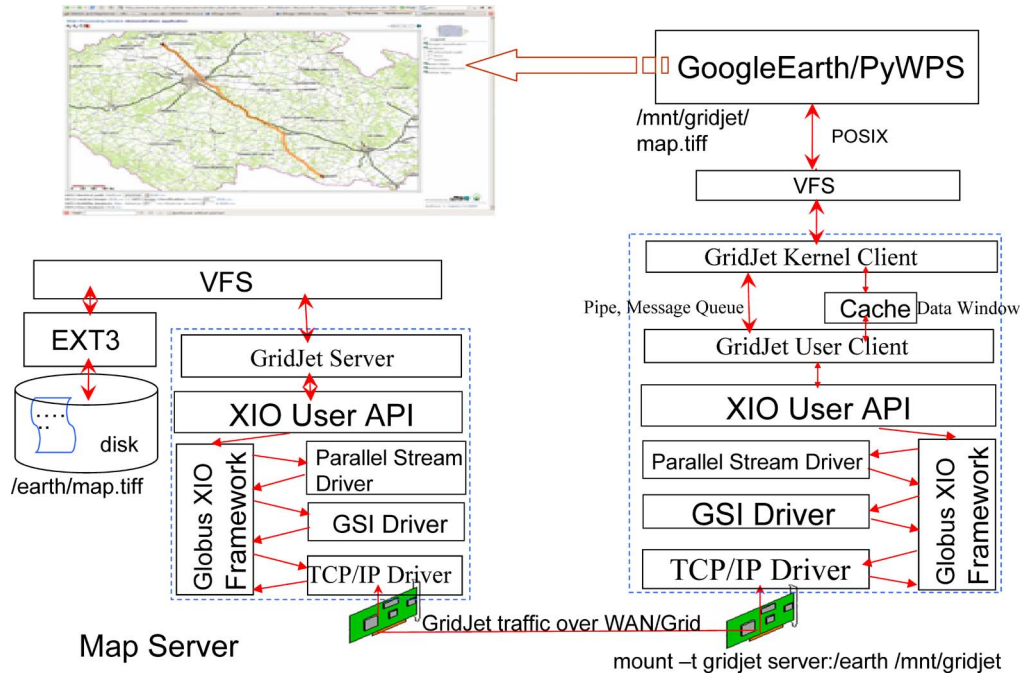 GoogleEarth/PyWPS
/mnt/gridjet/
map.tiff
POSIX
VFS
GridJet Kernel Client
Pipe, Message Queue
Cache
Data Window
GridJet User Client
XIO User API
Parallel Stream Driver
GSI Driver
TCP/IP Driver
Globus XIO
Framework
VFS
EXT3
disk
/earth/map.tiff
GridJet Server
XIO User API
Globus XIO
Framework
Parallel Stream
Driver
GSI Driver
TCP/IP Driver
GridJet traffic over WAN/Grid
Map Server
mount –t gridjet server:/earth /mnt/gridjet